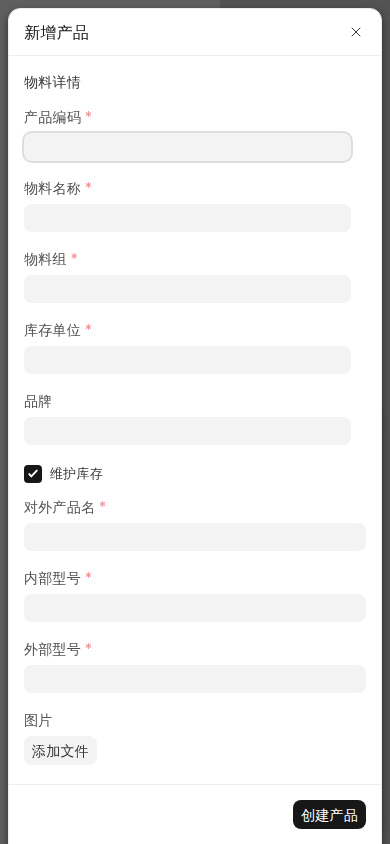 新增产品
物料详情
产品编码 *
物料名称 *
物料组 *
库存单位 *
品牌
维护库存
对外产品名 *
内部型号 *
外部型号 *
图片
添加文件
创建产品